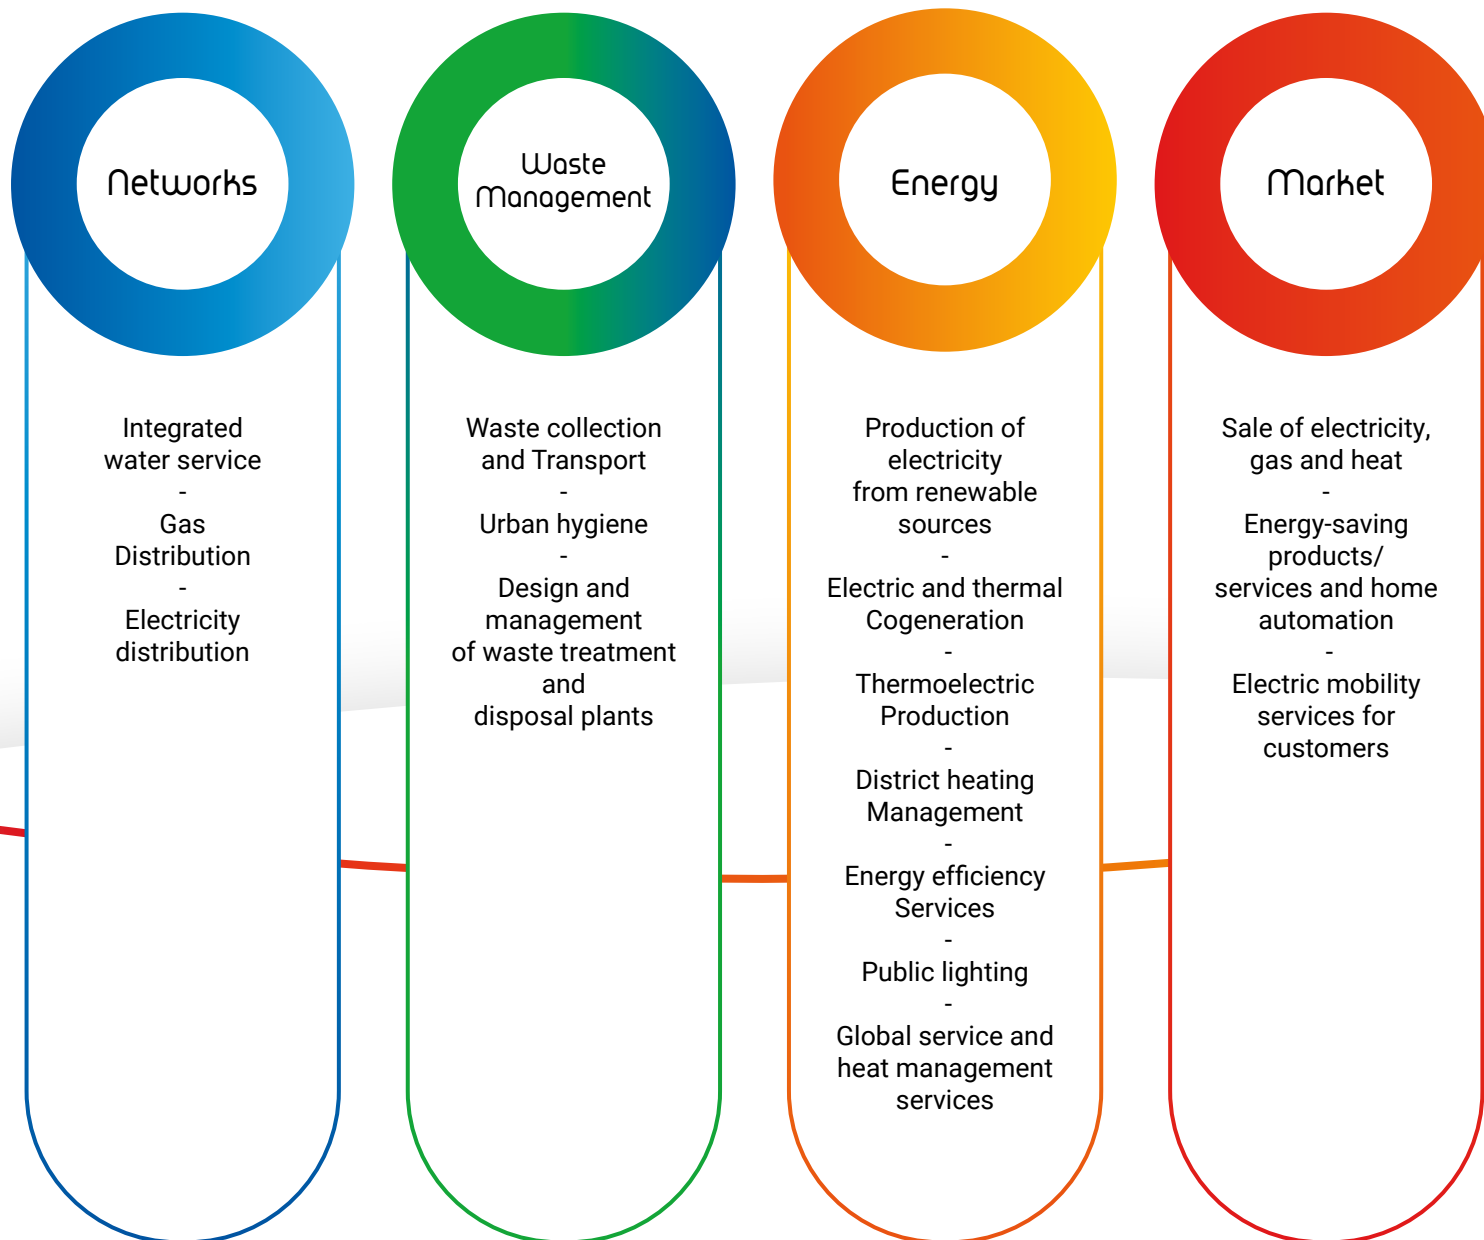 Networks
Integrated
water service
-
Gas
Distribution
-
Electricity
distribution
Waste
Management
Waste collection
and Transport
-
Urban hygiene
-
Design and
management
of waste treatment
and
disposal plants
Energy
Production of
electricity
from renewable
sources
-
Electric and thermal
Cogeneration
-
Thermoelectric
Production
-
District heating
Management
-
Energy efficiency
Services
-
Public lighting
-
Global service and
heat management
services
Market
Sale of electricity,
gas and heat
-
Energy-saving
products/
services and home
automation
-
Electric mobility
services for
customers